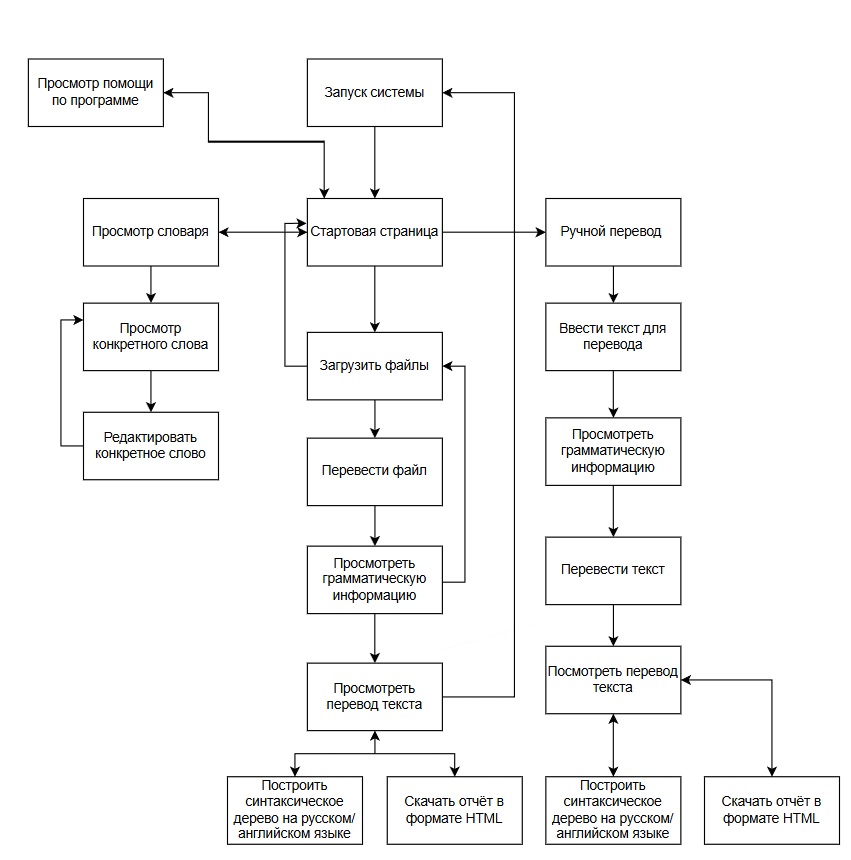 Просмотр помощи
по программе
Запуск системы
Просмотр словаря
Стартовая страница
Ручной перевод
Просмотр
конкретного слова
Ввести текст для
перевода
Загрузить файлы
Редактировать
конкретное слово
Просмотреть
грамматическую
информацию
Перевести файл
Просмотреть
грамматическую
информацию
Перевести текст
Просмотреть
перевод текста
Посмотреть перевод
текста
Построить
синтаксическое
дерево на русском/
английском языке
Скачать отчёт в
формате HTML
Построить
синтаксическое
дерево на русском/
английском языке
Скачать отчёт в
формате HTML